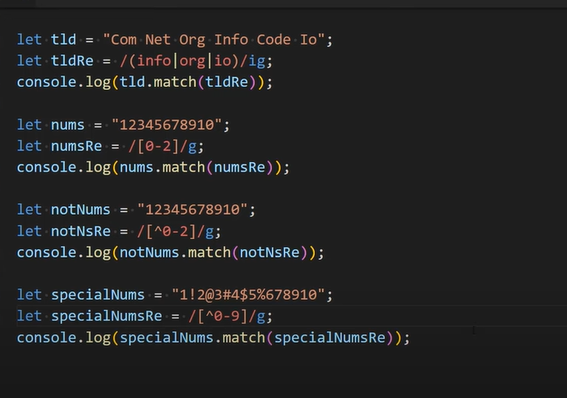 let tld = "Com Net Org Info Code Io";
let tldRe = /(info|org|io)/ig;
console.log(tld.match(tldRe));
let nums = "12345678910";
let numsRe = /[0-2]/g;
console.log(nums.match(numsRe));
let notNums = "12345678910";
let notNsRe = /[^0-2]/g;
console.log(notNums.match(notNsRe));
let specialNums = "1!2@3#4$5%678910";
let specialNumsRe = /[^0-9]/g;
console.log(specialNums.match(specialNumsRe));